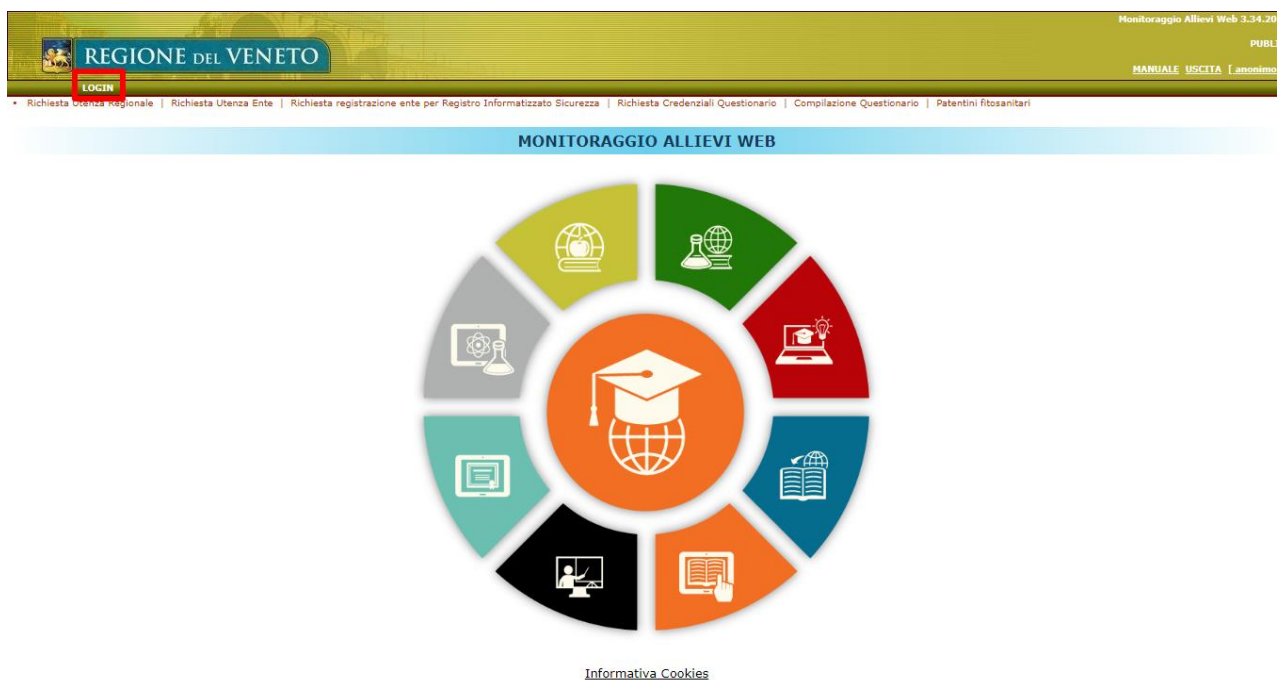 Monitoraggio Allievi Web 3.34.20
REGIONE DEL VENETO
PUBLI
MANUALE USCITA [ anonimo
LOGIN
• Richiesta Utenza Regionale | Richiesta Utenza Ente | Richiesta registrazione ente per Registro Informatizzato Sicurezza | Richiesta Credenziali Questionario | Compilazione Questionario | Patentini fitosanitari
MONITORAGGIO ALLIEVI WEB
Informativa Cookies